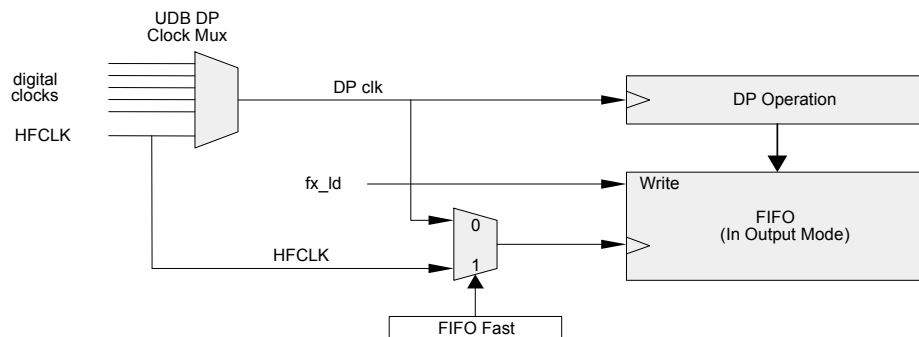 UDB DP
Clock Mux
digital
clocks
DP clk
DP Operation
HFCLK
fx_ld
Write
0
FIFO
(In Output Mode)
HFCLK
1
FIFO Fast